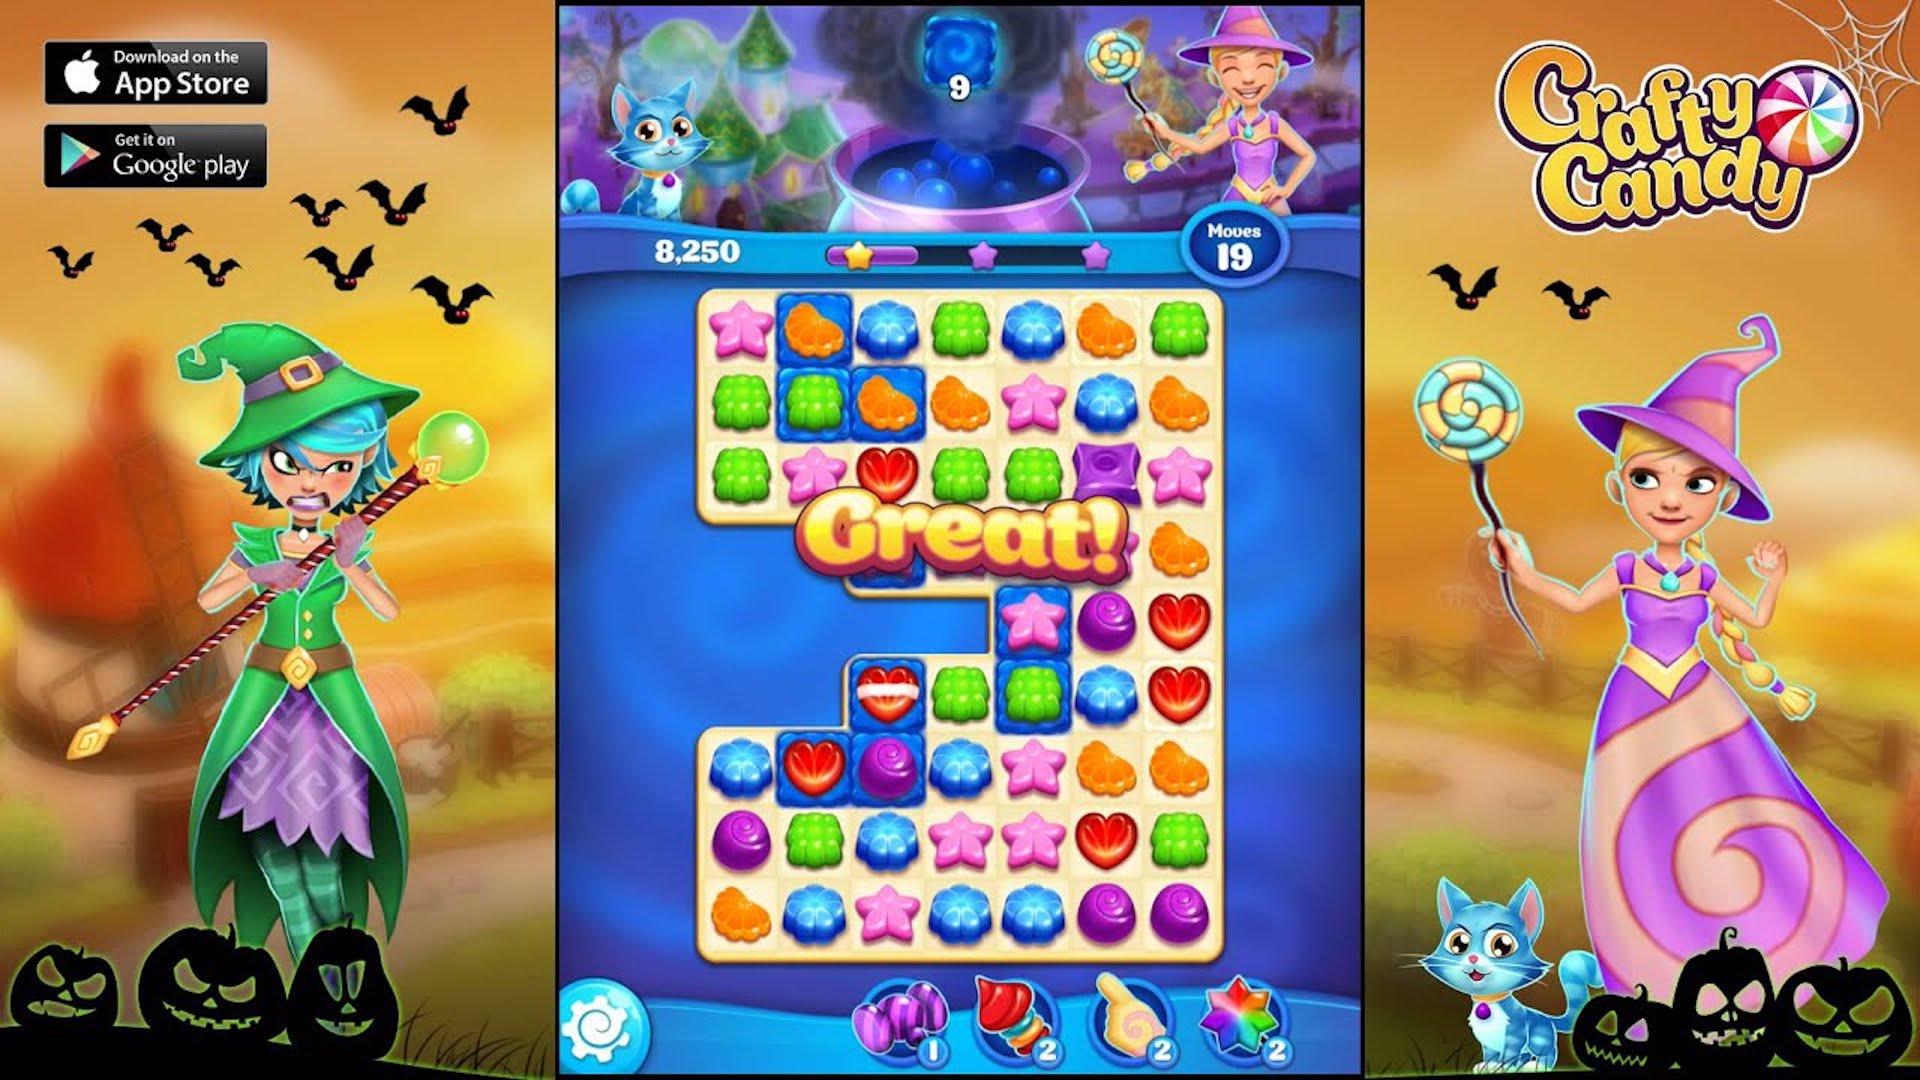 Download on the
App Store
Get it on
Google play
9
8,250
Moves
19
Great!
1
2
2
2
Crafty
Candy